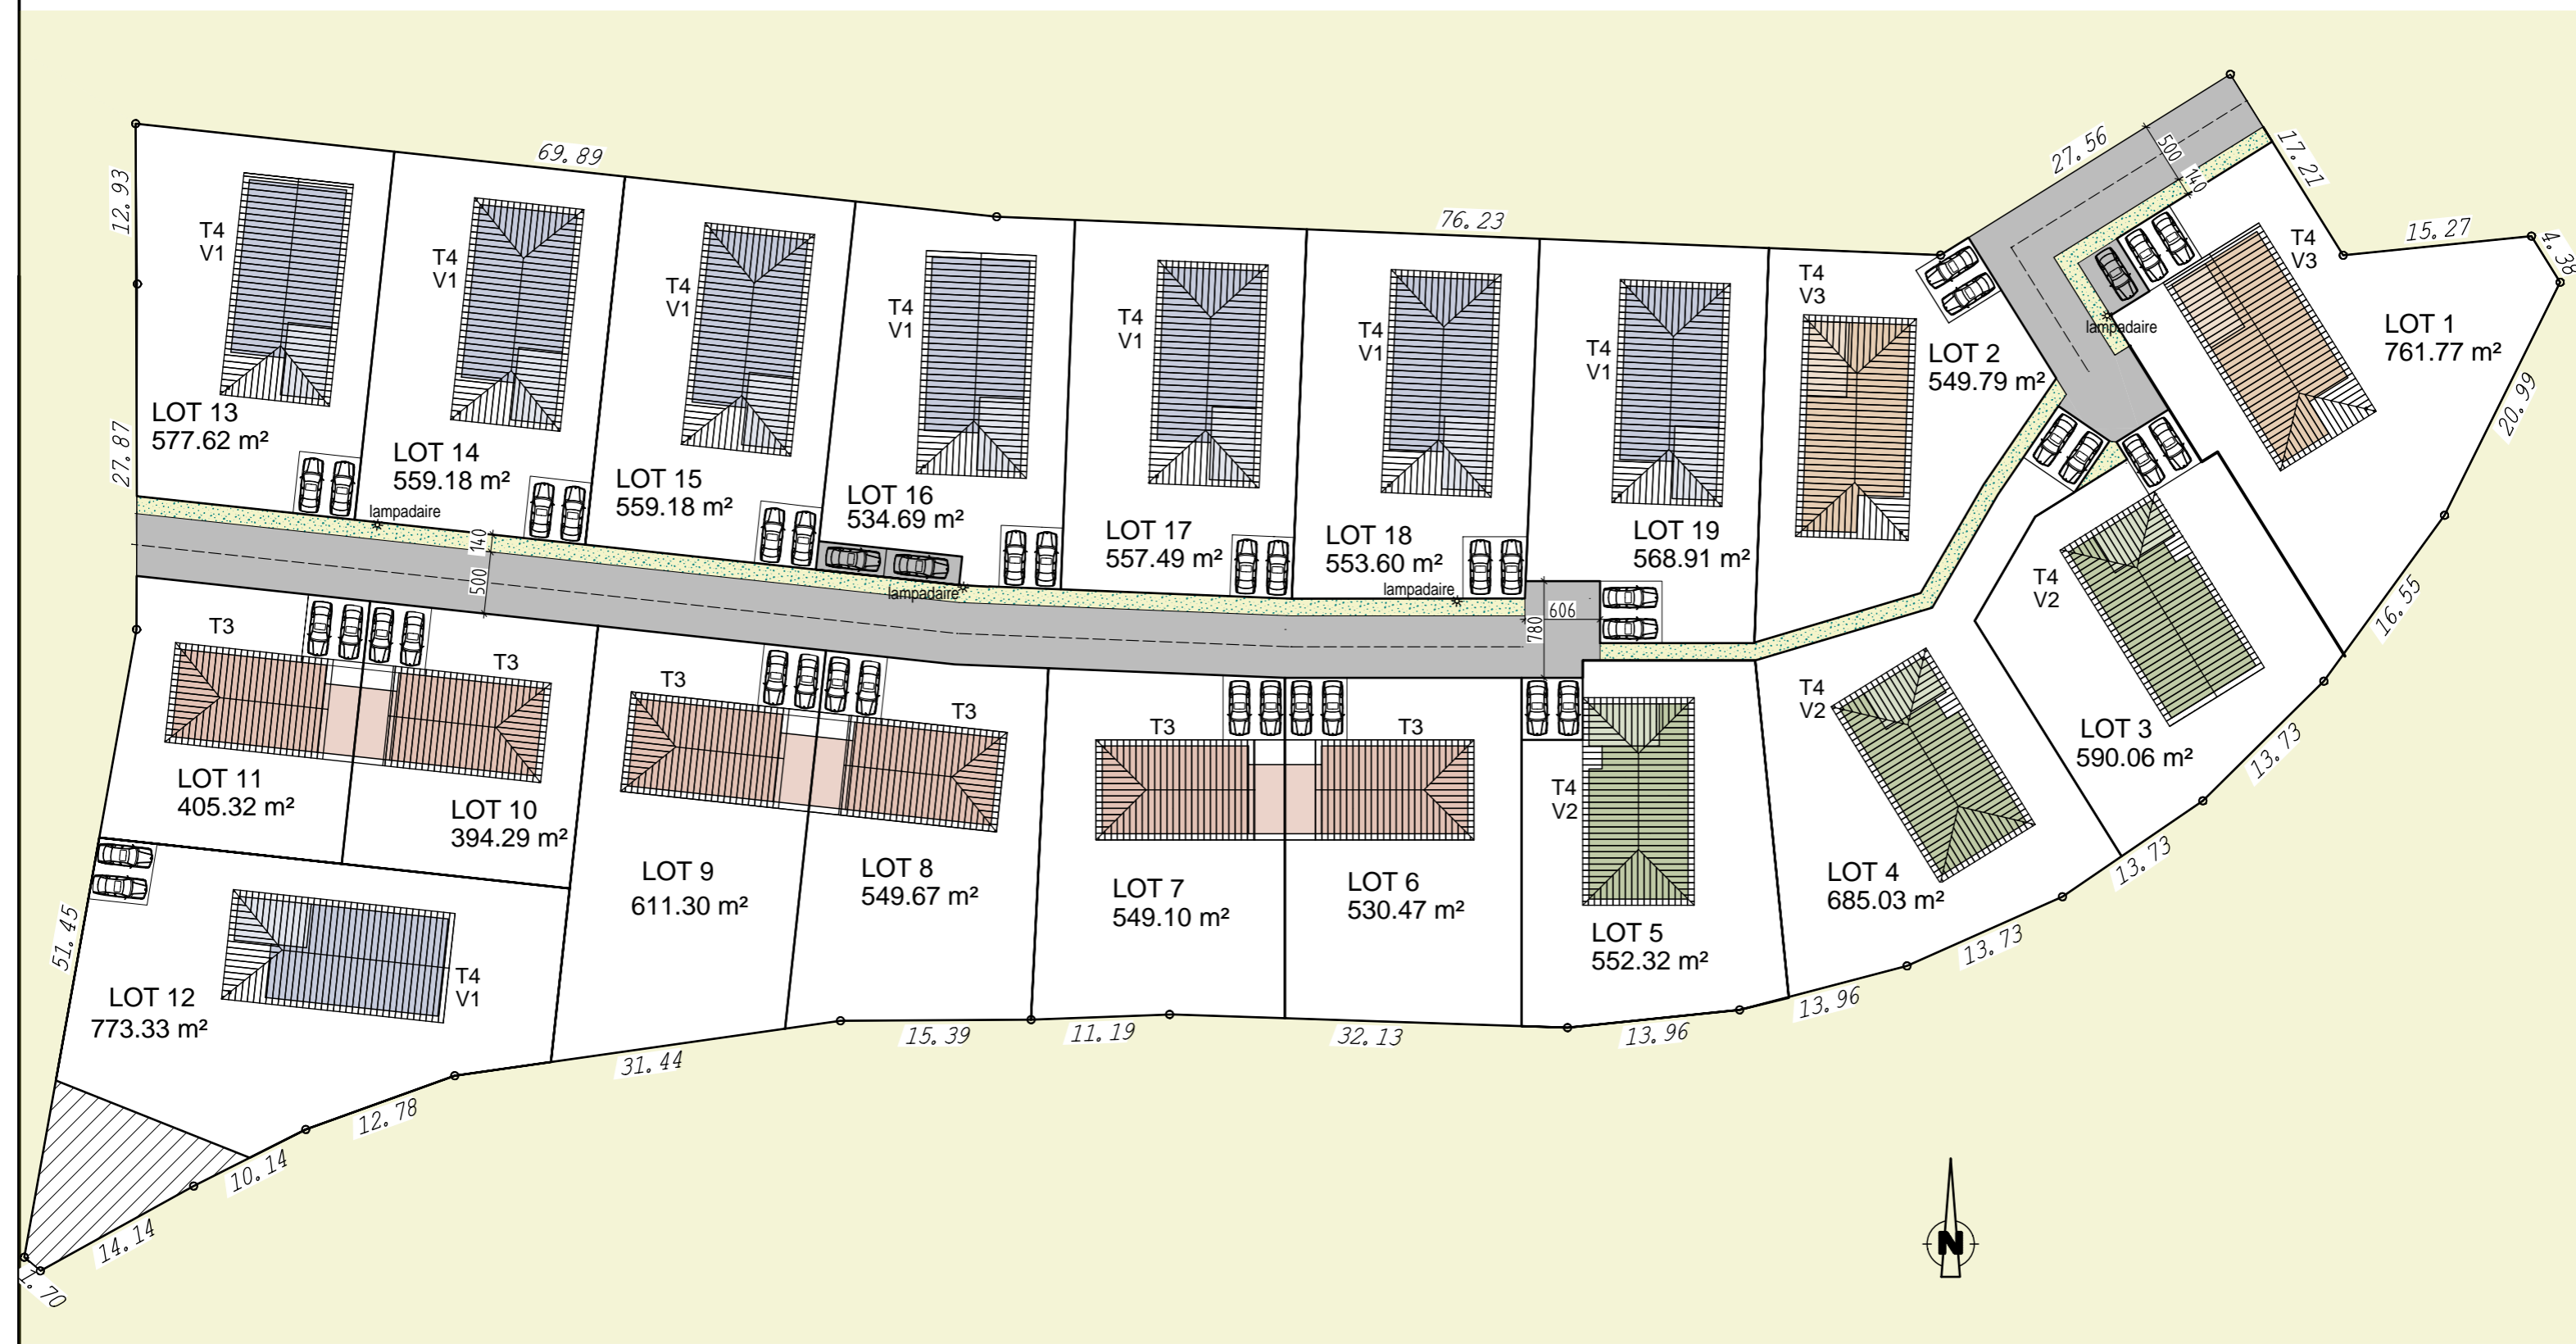 69.89
12.93
27.87
76.23
27.56
500
140
17.21
15.27
4.38
20.99
16.55
13.73
13.73
13.73
13.96
13.96
32.13
11.19
15.39
31.44
12.78
10.14
14.14
51.45
T4
V1
LOT 13
577.62 m²
T4
V1
LOT 14
559.18 m²
T4
V1
LOT 15
559.18 m²
T4
V1
LOT 16
534.69 m²
T4
V1
LOT 17
557.49 m²
T4
V1
LOT 18
553.60 m²
T4
V1
LOT 19
568.91 m²
T4
V3
LOT 2
549.79 m²
T4
V3
LOT 1
761.77 m²
lampadaire
lampadaire
lampadaire
lampadaire
140
500
606
780
T3
LOT 11
405.32 m²
T3
LOT 10
394.29 m²
T3
LOT 9
611.30 m²
T3
LOT 8
549.67 m²
T3
LOT 7
549.10 m²
T3
LOT 6
530.47 m²
T4
V2
LOT 5
552.32 m²
T4
V2
LOT 4
685.03 m²
T4
V2
LOT 3
590.06 m²
LOT 12
773.33 m²
T4
V1
N